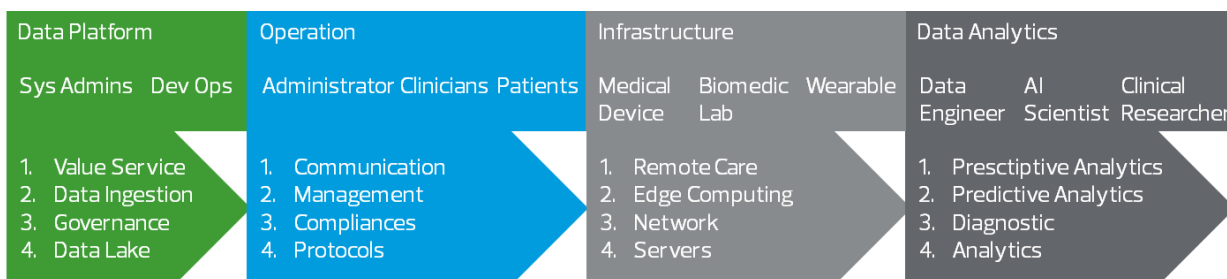 Data Platform
Sys Admins Dev Ops
1. Value Service
2. Data Ingestion
3. Governance
4. Data Lake
Operation
Administrator Clinicians Patients
1. Communication
2. Management
3. Compliances
4. Protocols
Infrastructure
Medical Biomedic Wearable
Device Lab
1. Remote Care
2. Edge Computing
3. Network
4. Servers
Data Analytics
Data AI Clinical
Engineer Scientist Researcher
1. Presctiptive Analytics
2. Predictive Analytics
3. Diagnostic
4. Analytics